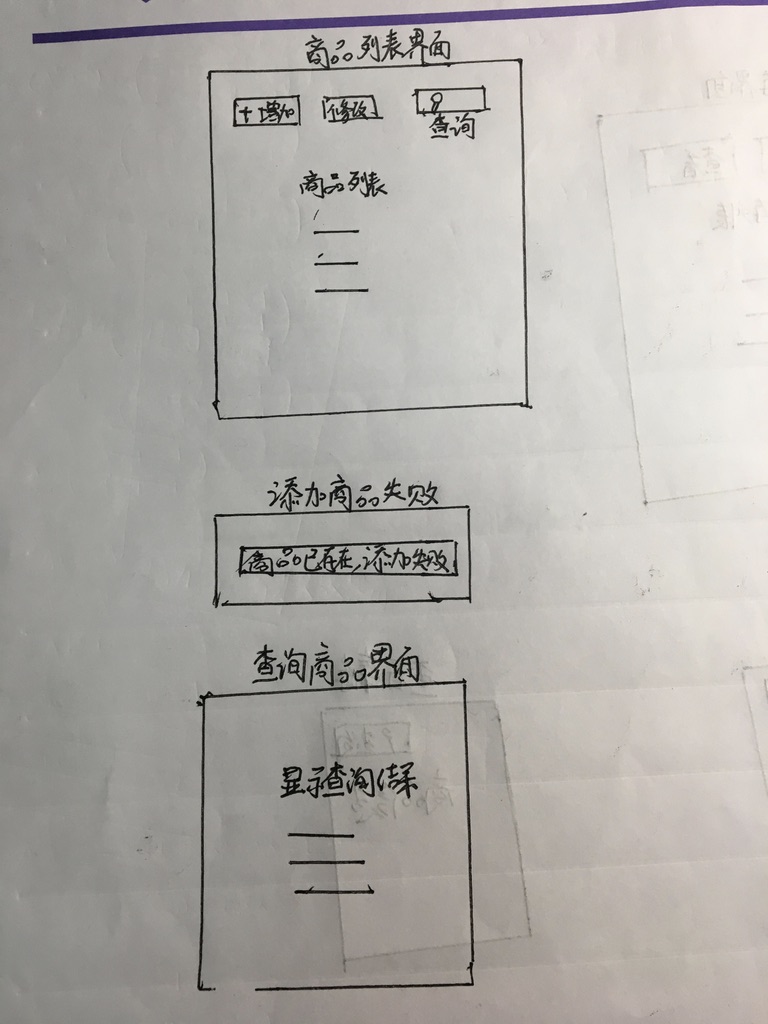 商品列表界面
+增加 修改
查询
商品列表
添加商品失败
商品已存在,添加失败
查询商品界面
显示查询结果